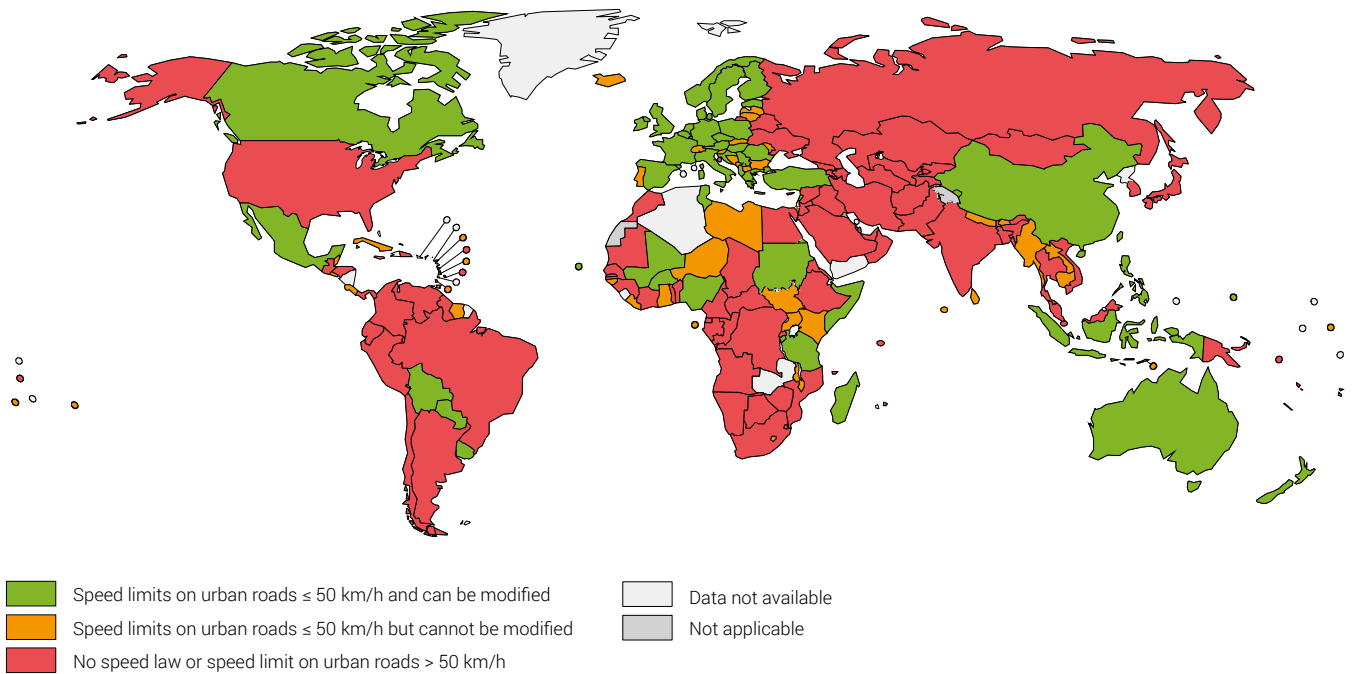 Speed limits on urban roads ≤ 50 km/h and can be modified
Speed limits on urban roads ≤ 50 km/h but cannot be modified
No speed law or speed limit on urban roads > 50 km/h
Data not available
Not applicable